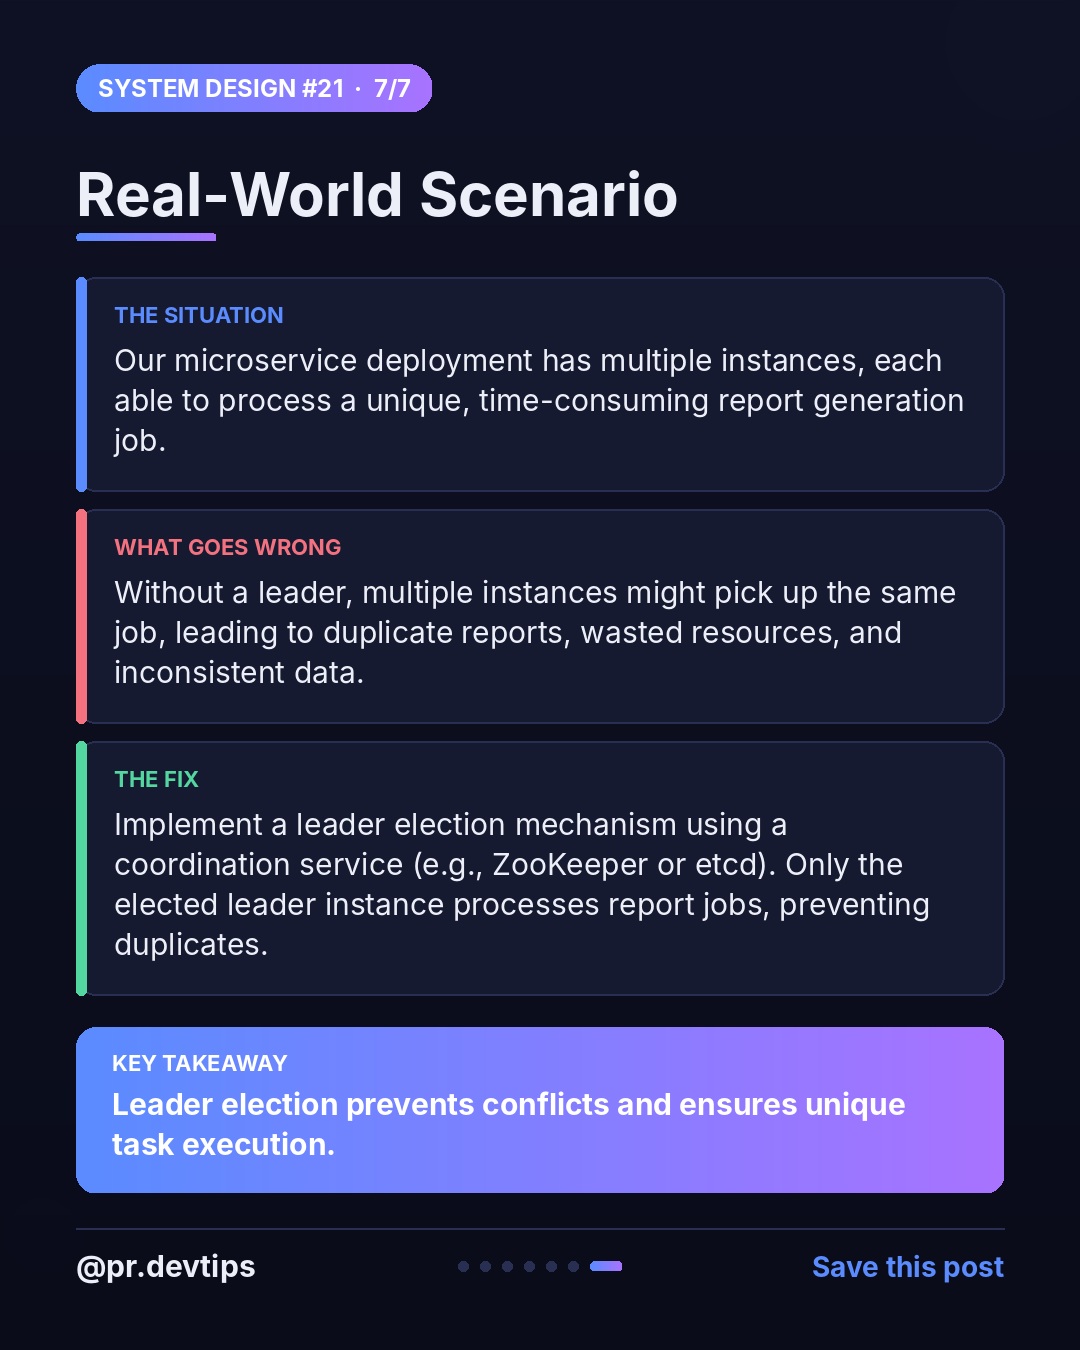 SYSTEM DESIGN #21 · 7/7
Real-World Scenario
THE SITUATION
Our microservice deployment has multiple instances, each
able to process a unique, time-consuming report generation
job.
WHAT GOES WRONG
Without a leader, multiple instances might pick up the same
job, leading to duplicate reports, wasted resources, and
inconsistent data.
THE FIX
Implement a leader election mechanism using a
coordination service (e.g., ZooKeeper or etcd). Only the
elected leader instance processes report jobs, preventing
duplicates.
KEY TAKEAWAY
Leader election prevents conflicts and ensures unique
task execution.
@pr.devtips
Save this post